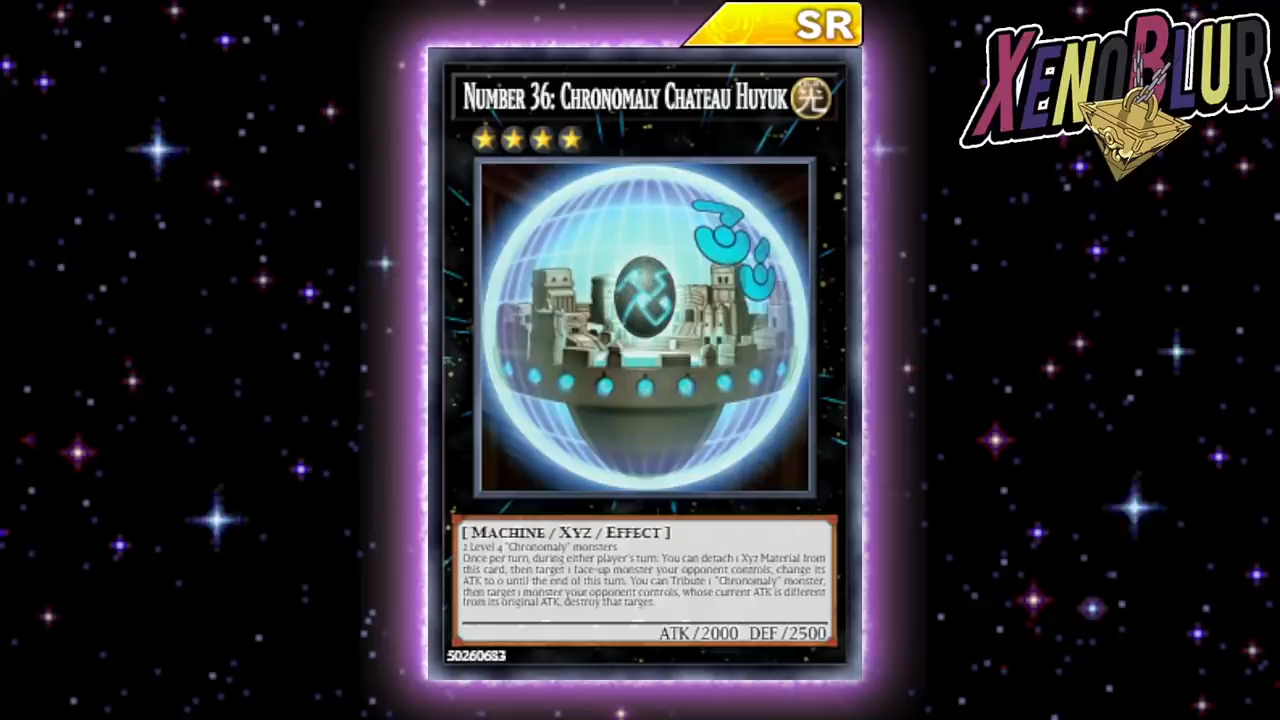 SR
XENOBLUR
NUMBER 36: CHRONOMALY CHATEAU HUYUK 光
[ MACHINE / XYZ / EFFECT ]
2 Level 4 "Chronomaly" monsters
Once per turn, during either player's turn: You can detach 1 Xyz Material from
this card, then target 1 face-up monster your opponent controls; change its
ATK to 0 until the end of this turn. You can Tribute 1 "Chronomaly" monster,
then target 1 monster your opponent controls, whose current ATK is different
from its original ATK; destroy that target.
ATK/2000 DEF/2500
50260683